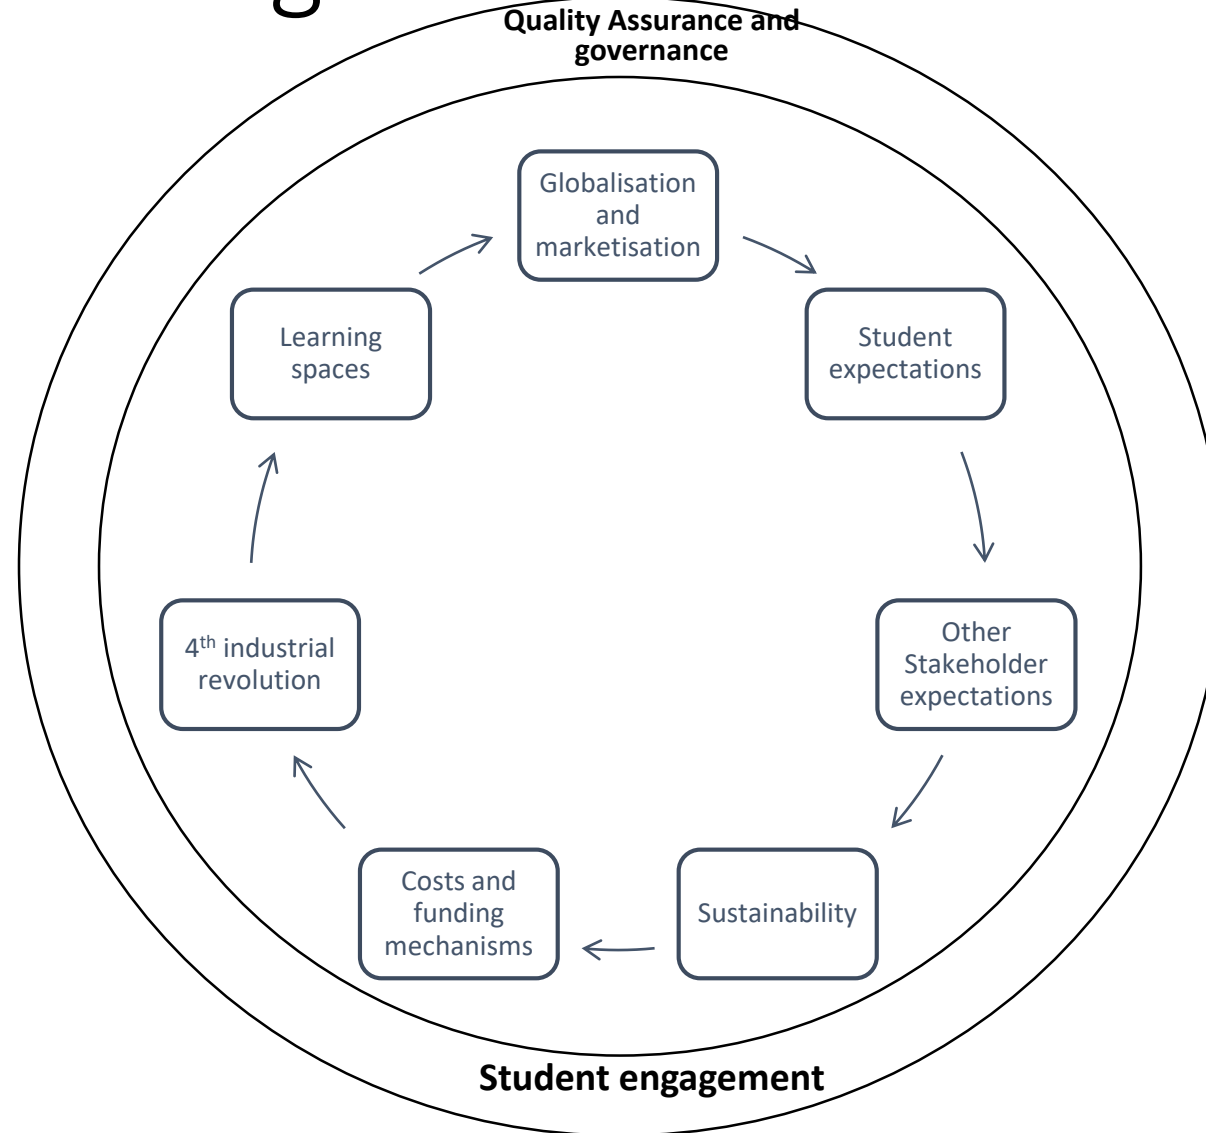 g
Quality Assurance and
governance
Globalisation
and
marketisation
Student
expectations
Other
Stakeholder
expectations
Sustainability
Costs and
funding
mechanisms
4th industrial
revolution
Learning
spaces
Student engagement